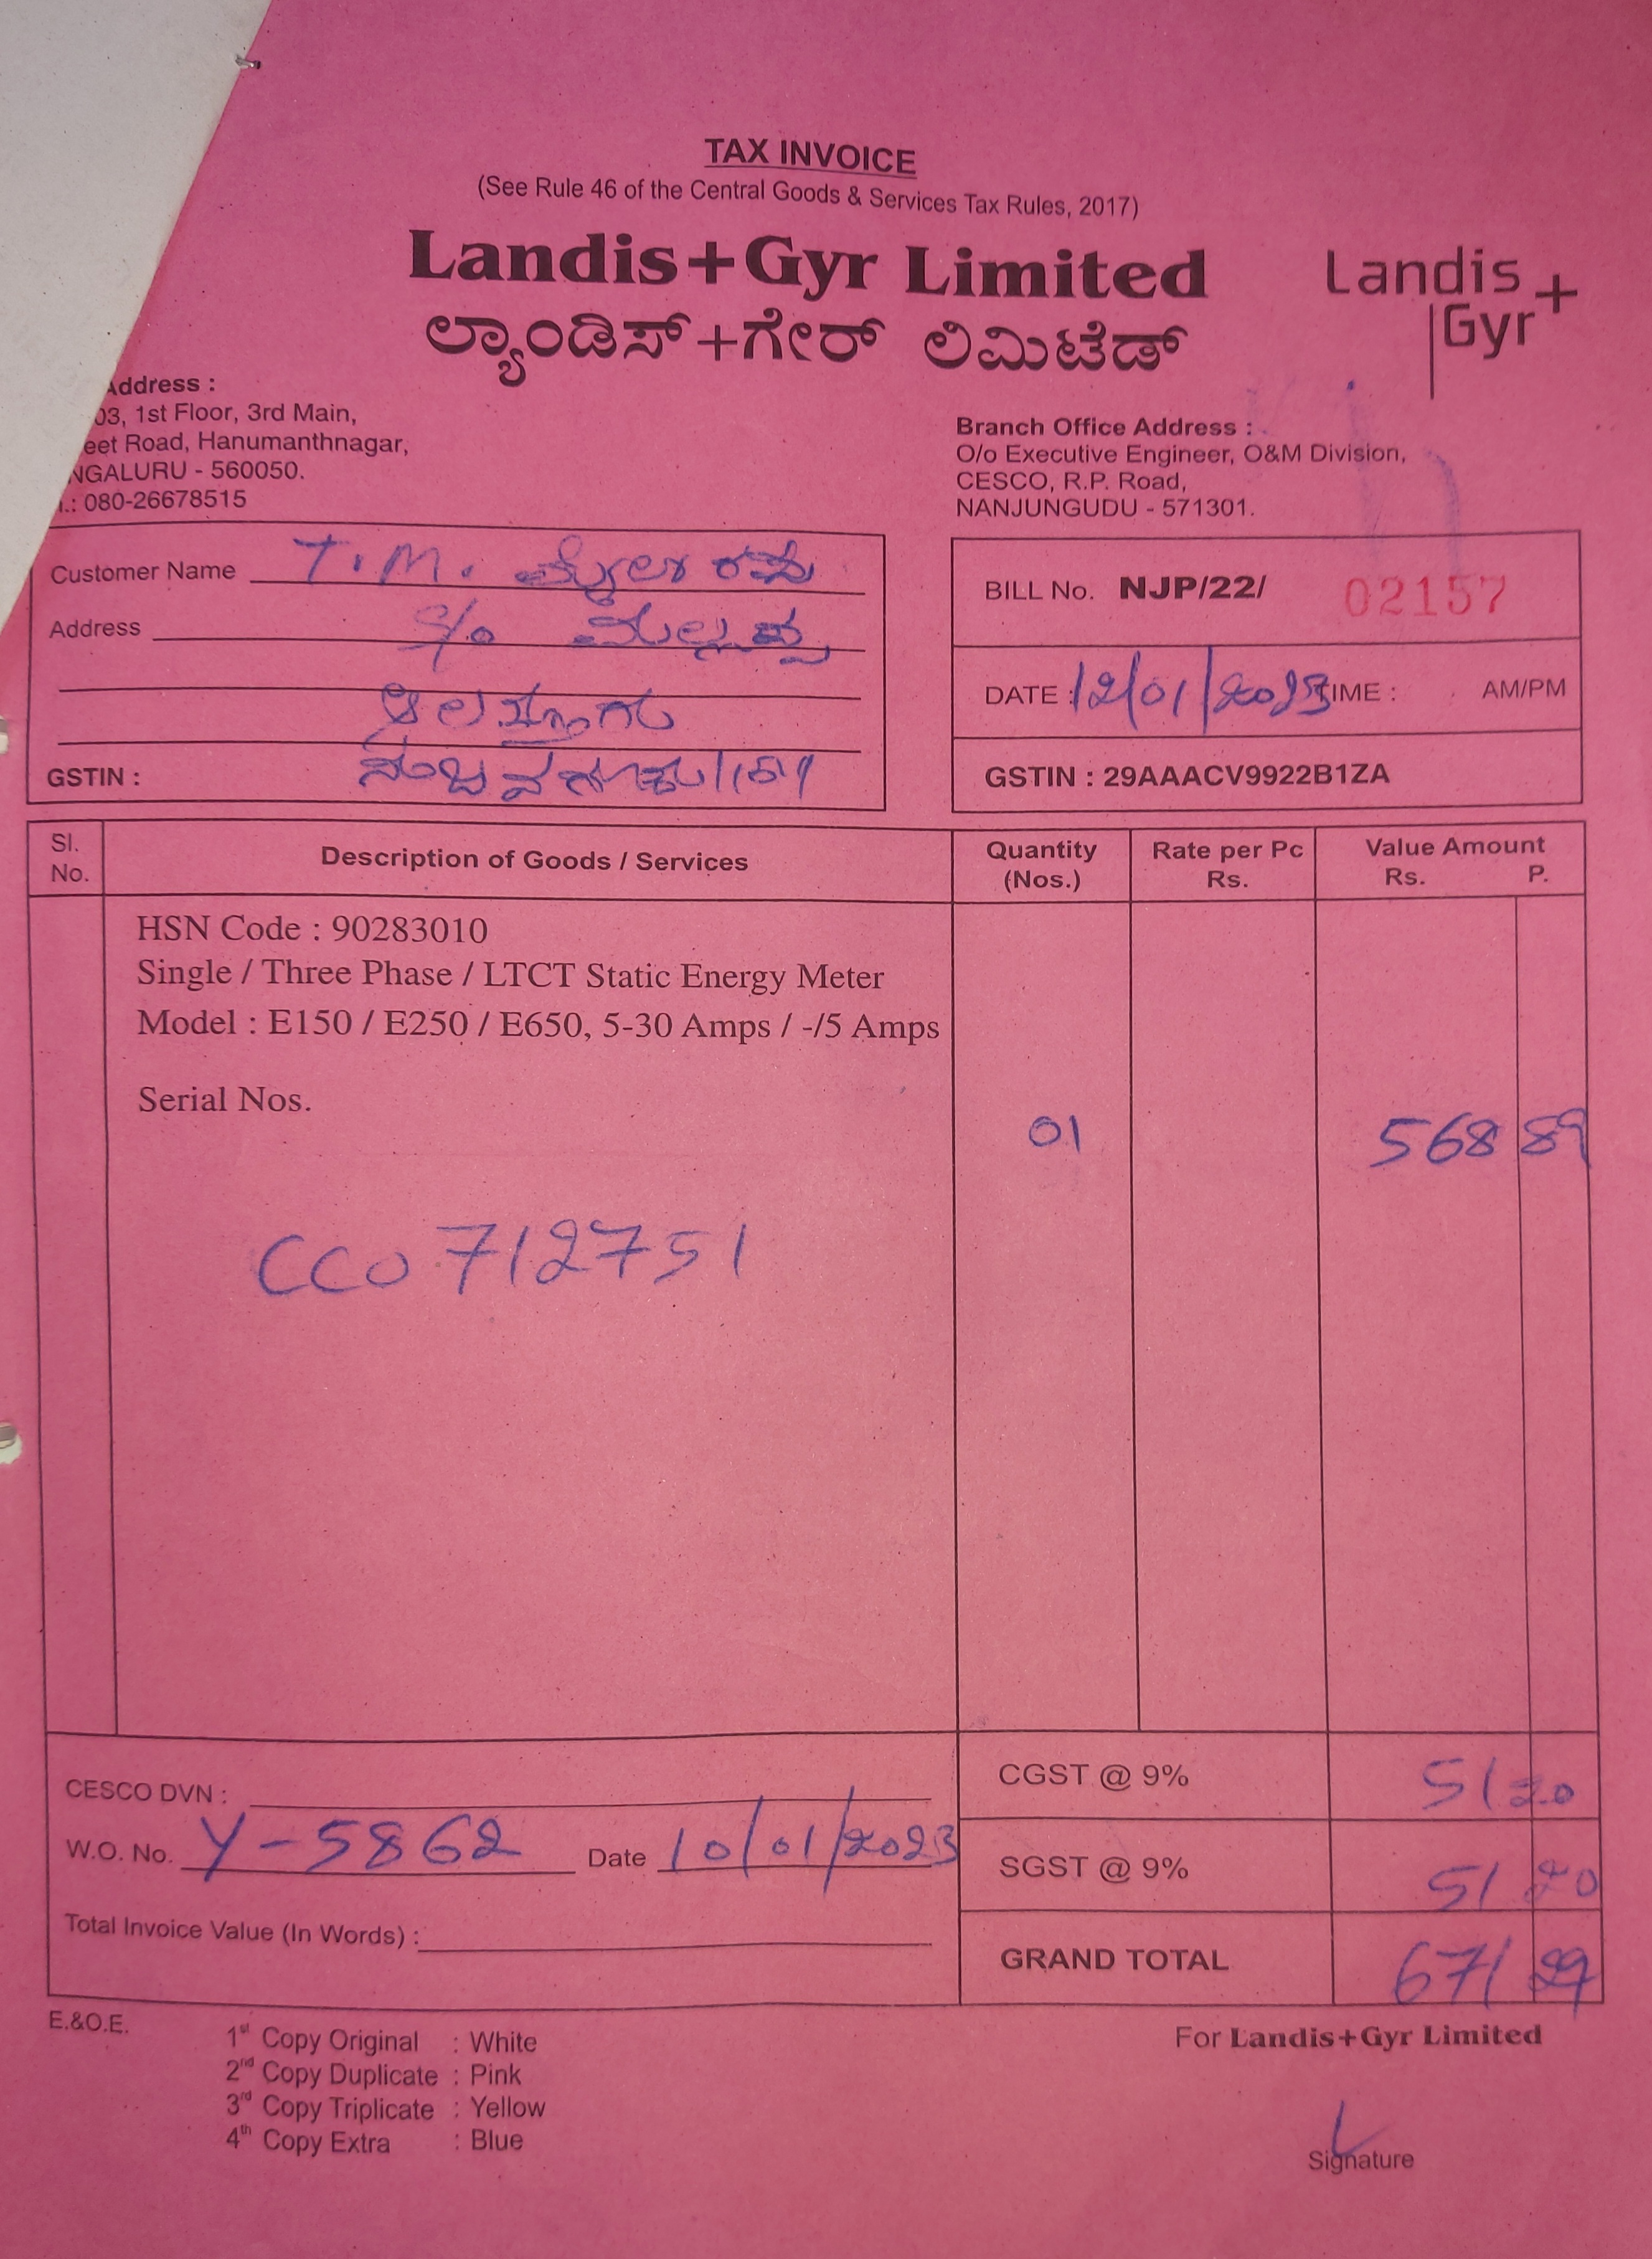 TAX INVOICE
(See Rule 46 of the Central Goods & Services Tax Rules, 2017)
Landis+Gyr Limited
ಲ್ಯಾಂಡಿಸ್+ಗೇರ್ ಲಿಮಿಟೆಡ್
Landis+
Gyr
Address :
03, 1st Floor, 3rd Main,
eet Road, Hanumanthnagar,
NGALURU - 560050.
.: 080-26678515
Branch Office Address :
O/o Executive Engineer, O&M Division,
CESCO, R.P. Road,
NANJUNGUDU - 571301.
Customer Name T.M.
Address S/o ಮಲ್ಲಪ್ಪ
GSTIN :
BILL No. NJP/22/ 02157
DATE : 12/01/2023 TIME : AM/PM
GSTIN : 29AAACV9922B1ZA
Sl. No. Description of Goods / Services Quantity (Nos.) Rate per Pc Rs. Value Amount Rs. P.
HSN Code : 90283010
Single / Three Phase / LTCT Static Energy Meter
Model : E150 / E250 / E650, 5-30 Amps / -/5 Amps
Serial Nos.
01 568 89
CC0712751
CESCO DVN :
W.O. No. Y-5862 Date 10/01/2023
Total Invoice Value (In Words) :
CGST @ 9% 51 20
SGST @ 9% 51 20
GRAND TOTAL 671 29
E.&O.E.
1st Copy Original : White
2nd Copy Duplicate : Pink
3rd Copy Triplicate : Yellow
4th Copy Extra : Blue
For Landis+Gyr Limited
Signature